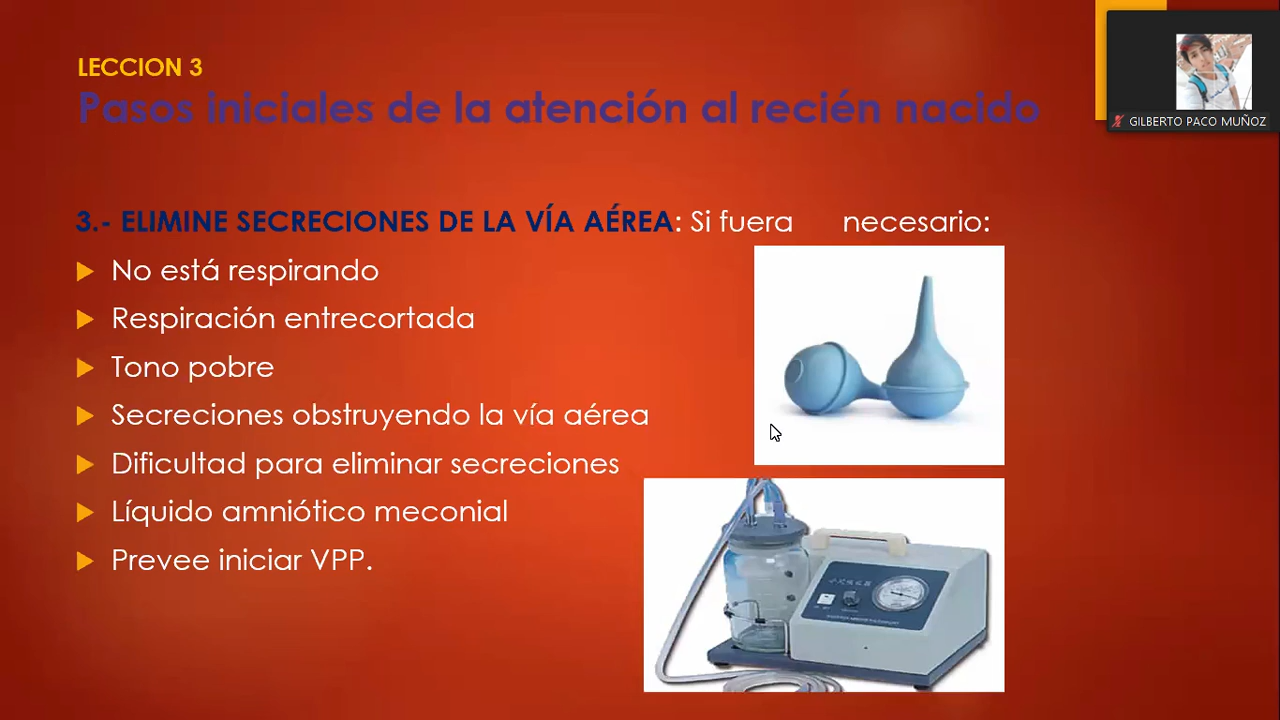 LECCION 3
Pasos iniciales de la atención al recién nacido
GILBERTO PACO MUÑOZ
3.- ELIMINE SECRECIONES DE LA VÍA AÉREA: Si fuera necesario:
No está respirando
Respiración entrecortada
Tono pobre
Secreciones obstruyendo la vía aérea
Dificultad para eliminar secreciones
Líquido amniótico meconial
Prevee iniciar VPP.